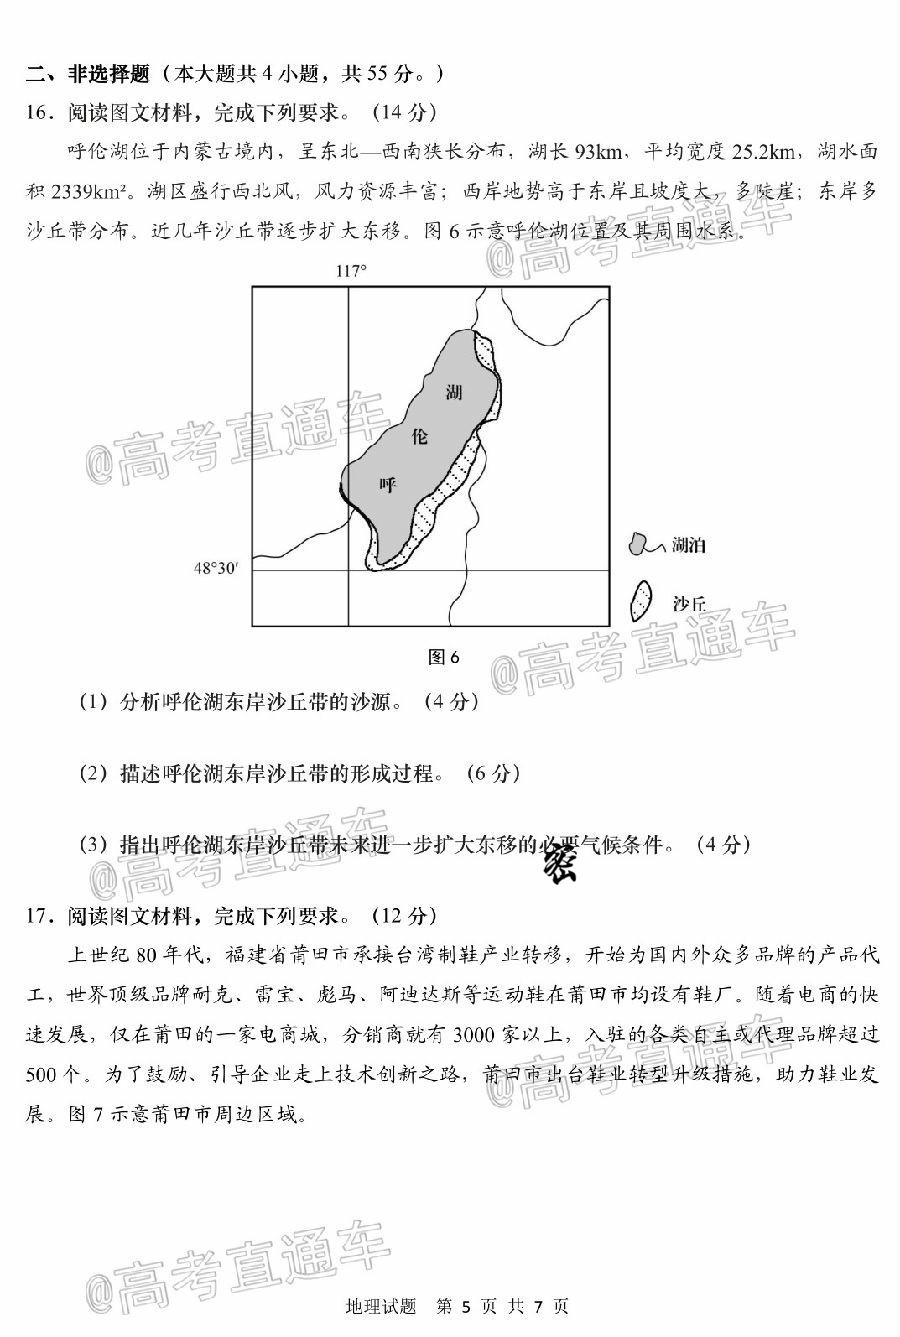 二、非选择题（本大题共 4 小题，共 55 分。）
16．阅读图文材料，完成下列要求。（14 分）
呼伦湖位于内蒙古境内，呈东北—西南狭长分布，湖长 93km，平均宽度 25.2km，湖水面
积 2339km²。湖区盛行西北风，风力资源丰富；西岸地势高于东岸且坡度大，多陡崖；东岸多
沙丘带分布。近几年沙丘带逐步扩大东移。图 6 示意呼伦湖位置及其周围水系。
@高考直通车
117°
湖
伦
呼
@高考直通车
湖泊
48°30′
沙丘
图 6
@高考直通车
（1）分析呼伦湖东岸沙丘带的沙源。（4 分）
（2）描述呼伦湖东岸沙丘带的形成过程。（6 分）
（3）指出呼伦湖东岸沙丘带未来进一步扩大东移的必要气候条件。（4 分）
@高考直通车
密
17．阅读图文材料，完成下列要求。（12 分）
上世纪 80 年代，福建省莆田市承接台湾制鞋产业转移，开始为国内外众多品牌的产品代
工，世界顶级品牌耐克、雷宝、彪马、阿迪达斯等运动鞋在莆田市均设有鞋厂。随着电商的快
速发展，仅在莆田的一家电商城，分销商就有 3000 家以上，入驻的各类自主或代理品牌超过
500 个。为了鼓励、引导企业走上技术创新之路，莆田市出台鞋业转型升级措施，助力鞋业发
展。图 7 示意莆田市周边区域。
@高考直通车
@高考直通车
地理试题 第 5 页 共 7 页